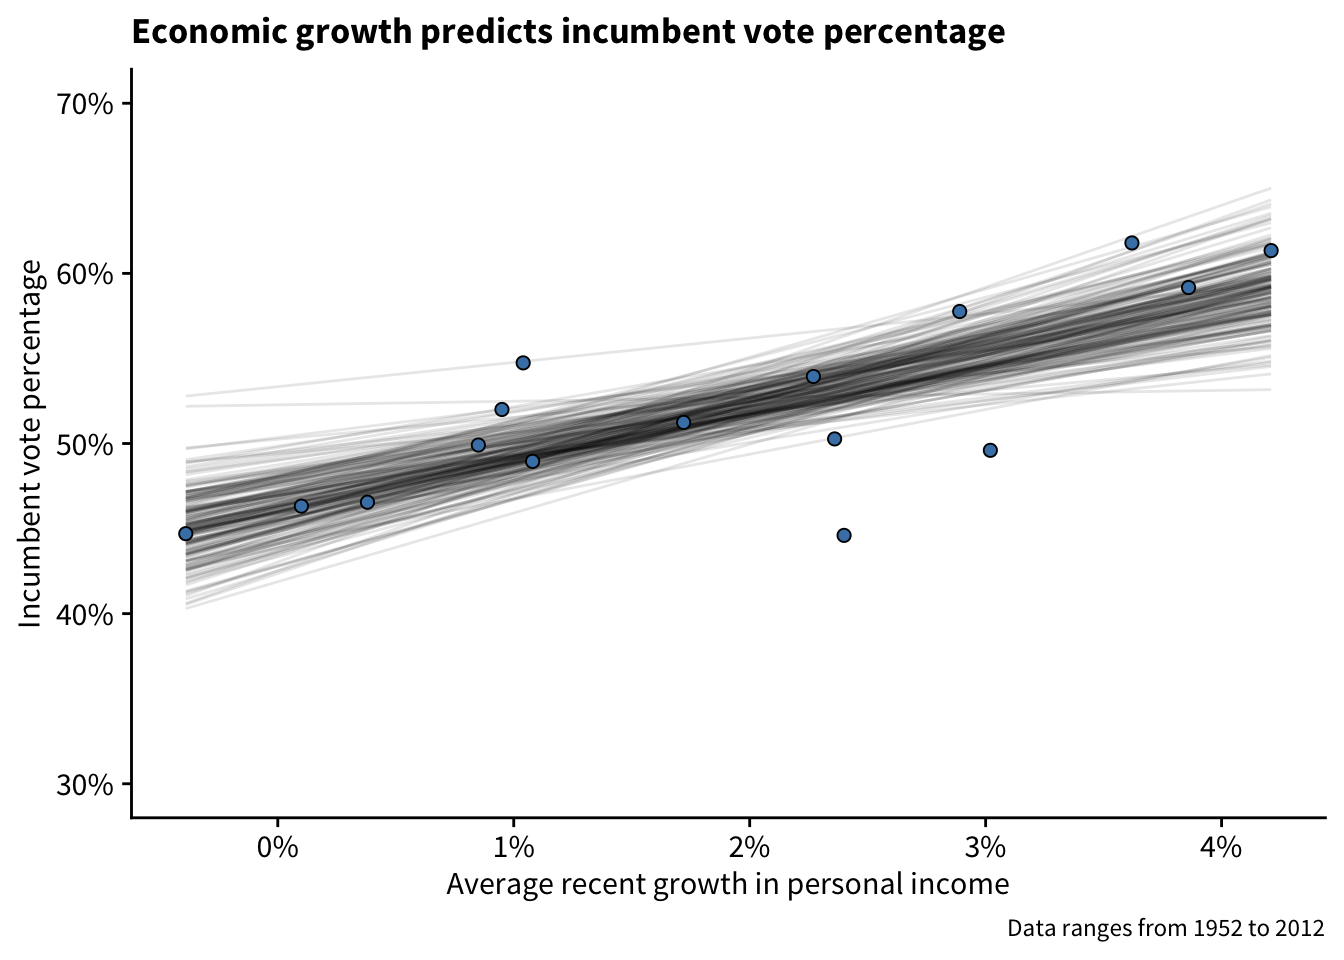 Economic growth predicts incumbent vote percentage
70%
60%
50%
40%
30%
Incumbent vote percentage
0%
1%
2%
3%
4%
Average recent growth in personal income
Data ranges from 1952 to 2012